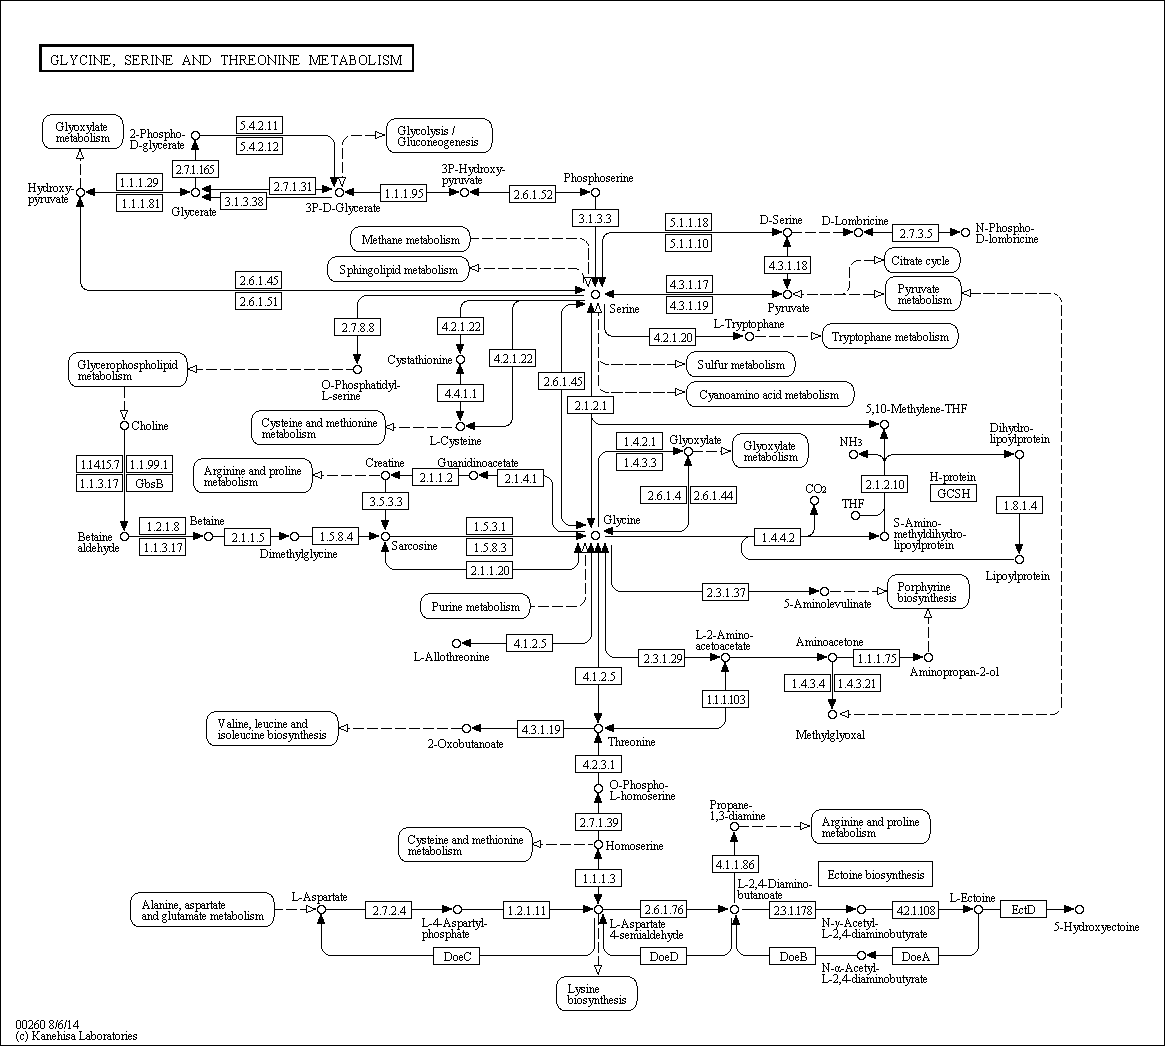 GLYCINE, SERINE AND THREONINE METABOLISM
Glyoxylate
metabolism
2-Phospho-
D-glycerate
5.4.2.11
5.4.2.12
Glycolysis /
Gluconeogenesis
2.7.1.165
3P-Hydroxy-
pyruvate
Phosphoserine
Hydroxy-
pyruvate
1.1.1.29
1.1.1.81
Glycerate
2.7.1.31
3.1.3.38
3P-D-Glycerate
1.1.1.95
2.6.1.52
3.1.3.3
Methane metabolism
Sphingolipid metabolism
5.1.1.18
5.1.1.10
D-Serine
D-Lombricine
2.7.3.5
N-Phospho-
D-lombricine
4.3.1.18
Citrate cycle
2.6.1.45
2.6.1.51
Serine
4.3.1.17
4.3.1.19
Pyruvate
Pyruvate
metabolism
2.7.8.8
4.2.1.22
4.2.1.22
4.2.1.20
L-Tryptophane
Tryptophane metabolism
Glycerophospholipid
metabolism
Cystathionine
O-Phosphatidyl-
L-serine
4.4.1.1
2.6.1.45
2.1.2.1
Sulfur metabolism
Cyanoamino acid metabolism
Choline
Cysteine and methionine
metabolism
L-Cysteine
5,10-Methylene-THF
Dihydro-
lipoylprotein
1.4.2.1
1.4.3.3
Glyoxylate
Glyoxylate
metabolism
NH3
1.14.15.7
1.1.99.1
1.1.3.17
GbsB
Arginine and proline
metabolism
Creatine
2.1.1.2
Guanidinoacetate
2.1.4.1
2.6.1.4
2.6.1.44
CO2
2.1.2.10
H-protein
GCSH
1.8.1.4
3.5.3.3
THF
Betaine
aldehyde
1.2.1.8
1.1.3.17
Betaine
2.1.1.5
Dimethylglycine
1.5.8.4
Sarcosine
1.5.3.1
1.5.8.3
2.1.1.20
Glycine
1.4.4.2
S-Amino-
methyldihydro-
lipoylprotein
Lipoylprotein
Purine metabolism
2.3.1.37
5-Aminolevulinate
Porphyrine
biosynthesis
L-Allothreonine
4.1.2.5
2.3.1.29
L-2-Amino-
acetoacetate
Aminoacetone
1.1.1.75
Aminopropan-2-ol
4.1.2.5
1.1.1.103
1.4.3.4
1.4.3.21
Valine, leucine and
isoleucine biosynthesis
2-Oxobutanoate
4.3.1.19
Threonine
Methylglyoxal
4.2.3.1
O-Phospho-
L-homoserine
2.7.1.39
Propane-
1,3-diamine
Arginine and proline
metabolism
Cysteine and methionine
metabolism
Homoserine
4.1.1.86
Ectoine biosynthesis
1.1.1.3
Alanine, aspartate
and glutamate metabolism
L-Aspartate
2.7.2.4
L-4-Aspartyl-
phosphate
1.2.1.11
L-Aspartate
4-semialdehyde
2.6.1.76
L-2,4-Diamino-
butanoate
2.3.1.178
N-γ-Acetyl-
L-2,4-diaminobutyrate
4.2.1.108
L-Ectoine
EctD
5-Hydroxyectoine
DoeC
DoeD
DoeB
N-α-Acetyl-
L-2,4-diaminobutyrate
DoeA
Lysine
biosynthesis
00260 8/6/14
(c) Kanehisa Laboratories